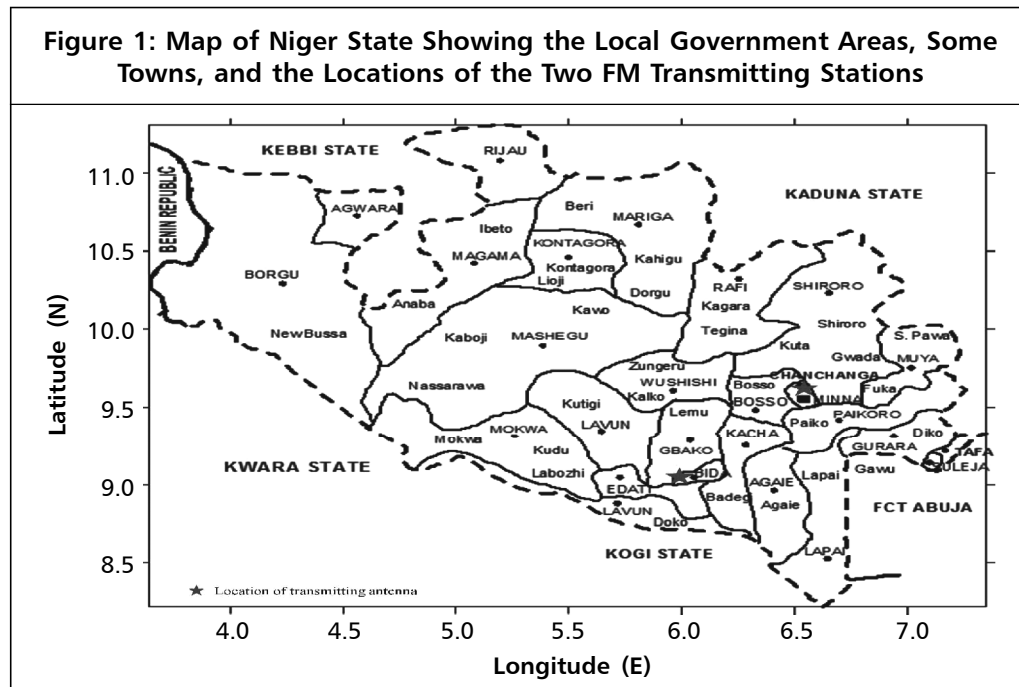 Figure 1: Map of Niger State Showing the Local Government Areas, Some
Towns, and the Locations of the Two FM Transmitting Stations
Latitude (N)
11.0
10.5
10.0
9.5
9.0
8.5
KEBBI STATE
RIJAU
KADUNA STATE
BENIN REPUBLIC
AGWARA
Beri
MARIGA
Ibeto
KONTAGORA
MAGAMA
Kontagora
Kahigu
BORGU
Lioji
RAFI
SHIRORO
Anaba
Dorgu
Kagara
Kawo
NewBussa
Kaboji
MASHEGU
Tegina
Shiroro
Kuta
S. Pawa
Zungeru
Gwada
MUYA
CHANCHANGA
Nassarawa
WUSHISHI
Bosso
Fuka
Kalko
MINNA
Kutigi
Lemu
BOSSO
PAIKORO
Paiko
Mokwa
MOKWA
LAVUN
KACHA
Diko
Kudu
GBAKO
GURARA
TAFA
Labozhi
BIDA
Lapai
Gawu
SULEJA
KWARA STATE
EDATI
AGAIE
Badeg
Agaie
LAVUN
Doko
FCT ABUJA
KOGI STATE
LAPAI
Location of transmitting antenna
4.0 4.5 5.0 5.5 6.0 6.5 7.0
Longitude (E)